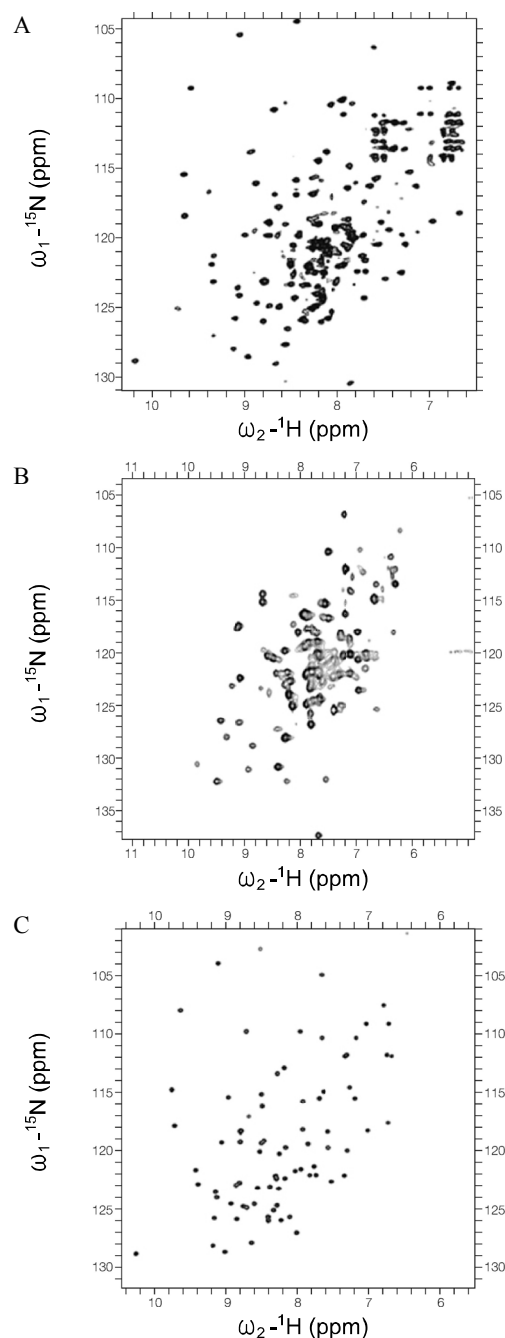 A
105
110
115
120
125
130
10
9
8
7
ω₁-¹⁵N (ppm)
ω₂-¹H (ppm)
B
11 10 9 8 7 6
105 105
110 110
115 115
120 120
125 125
130 130
135 135
11 10 9 8 7 6
ω₁-¹⁵N (ppm)
ω₂-¹H (ppm)
C
10 9 8 7 6
105 105
110 110
115 115
120 120
125 125
130 130
10 9 8 7 6
ω₁-¹⁵N (ppm)
ω₂-¹H (ppm)